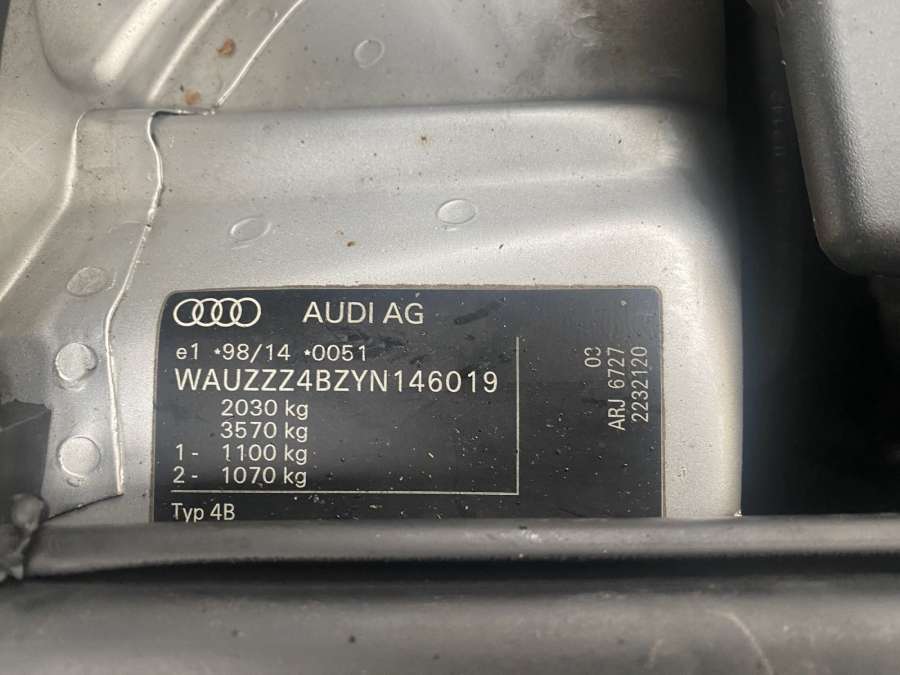 AUDI AG
e1 *98/14 *0051
WAUZZZ4BZYN146019
2030 kg
3570 kg
1- 1100 kg
2- 1070 kg
Typ 4B
03
ARJ 6727
2232120